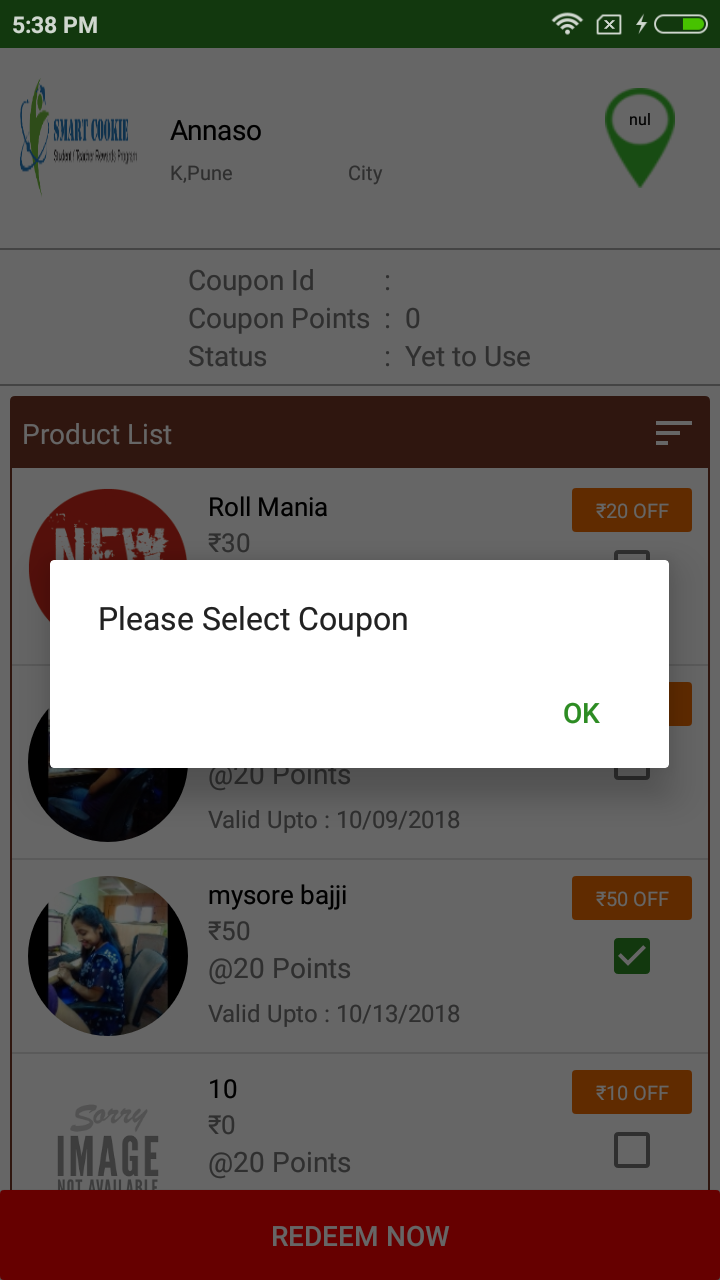 5:38 PM
SMART COOKIE
Student / Teacher Rewards Program
Annaso
K,Pune City
nul
Coupon Id :
Coupon Points : 0
Status : Yet to Use
Product List
Roll Mania
₹20 OFF
₹30
NEW
Please Select Coupon
OK
@20 Points
Valid Upto : 10/09/2018
mysore bajji
₹50 OFF
₹50
@20 Points
Valid Upto : 10/13/2018
10
₹10 OFF
₹0
@20 Points
Sorry
IMAGE
NOT AVAILABLE
REDEEM NOW